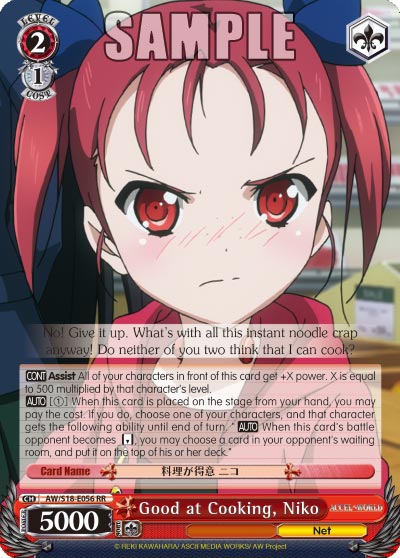 LEVEL
2
1
COST
SAMPLE
No! Give it up. What's with all this instant noodle crap
anyway! Do neither of you two think that I can cook?
CONT Assist All of your characters in front of this card get +X power. X is equal
to 500 multiplied by that character's level.
AUTO [①] When this card is placed on the stage from your hand, you may
pay the cost. If you do, choose one of your characters, and that character
gets the following ability until end of turn. " AUTO When this card's battle
opponent becomes [▼], you may choose a card in your opponent's waiting
room, and put it on the top of his or her deck."
Card Name 料理が得意 ニコ
CH AW/S18-E056 RR
POWER 5000
Good at Cooking, Niko
ACCEL WORLD
Net
© REKI KAWAHARA/ ASCII MEDIA WORKS/ AW Project